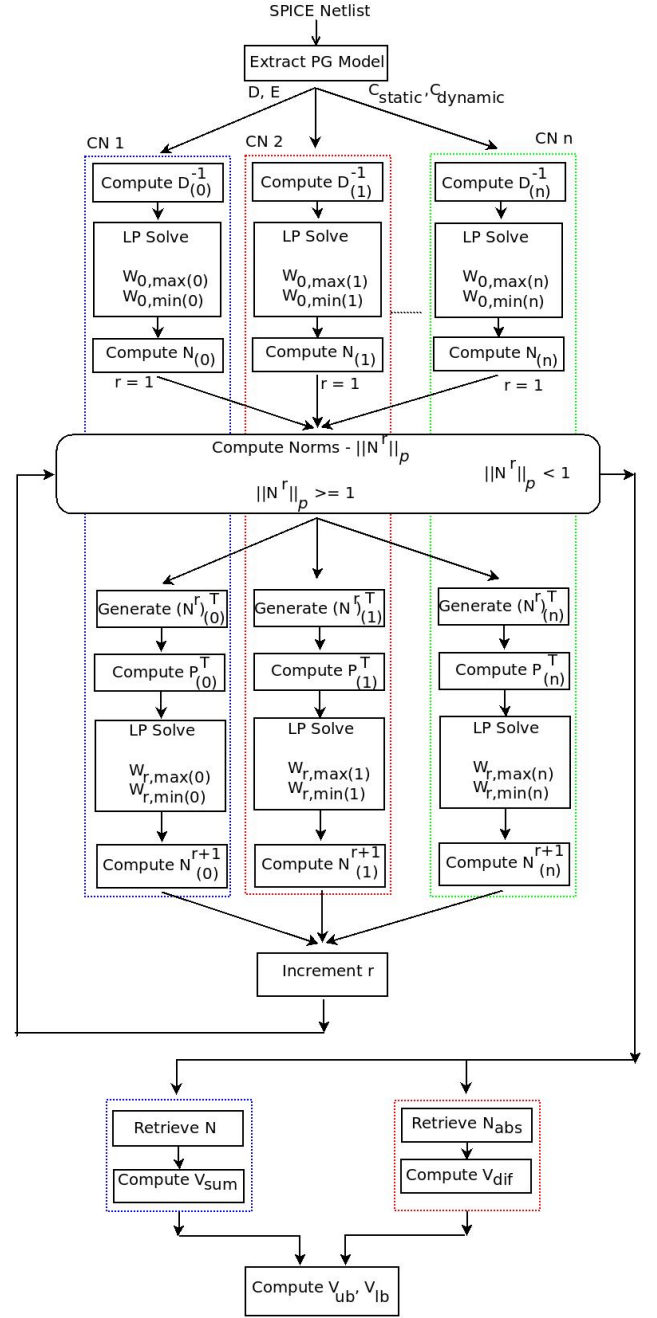 SPICE Netlist
Extract PG Model
D, E
C_static, C_dynamic
CN 1
CN 2
CN n
Compute D^-1_(0)
Compute D^-1_(1)
Compute D^-1_(n)
LP Solve
W_0,max(0)
W_0,min(0)
LP Solve
W_0,max(1)
W_0,min(1)
LP Solve
W_0,max(n)
W_0,min(n)
Compute N_(0)
Compute N_(1)
Compute N_(n)
r = 1
r = 1
r = 1
Compute Norms - ||N^r||_p
||N^r||_p < 1
||N^r||_p >= 1
Generate (N^r)^T_(0)
Generate (N^r)^T_(1)
Generate (N^r)^T_(n)
Compute P^T_(0)
Compute P^T_(1)
Compute P^T_(n)
LP Solve
W_r,max(0)
W_r,min(0)
LP Solve
W_r,max(1)
W_r,min(1)
LP Solve
W_r,max(n)
W_r,min(n)
Compute N^r+1_(0)
Compute N^r+1_(1)
Compute N^r+1_(n)
Increment r
Retrieve N
Compute V_sum
Retrieve N_abs
Compute V_dif
Compute V_ub, V_lb